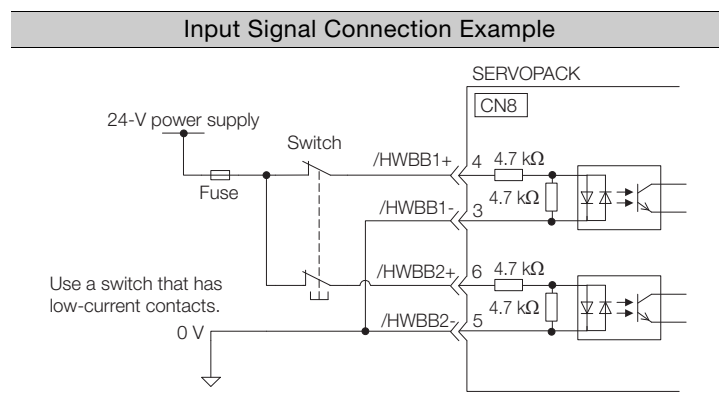 Input Signal Connection Example
SERVOPACK
CN8
24-V power supply
Switch
Fuse
/HWBB1+ 4 4.7 kΩ
4.7 kΩ
/HWBB1- 3
/HWBB2+ 6 4.7 kΩ
4.7 kΩ
/HWBB2- 5
Use a switch that has
low-current contacts.
0 V